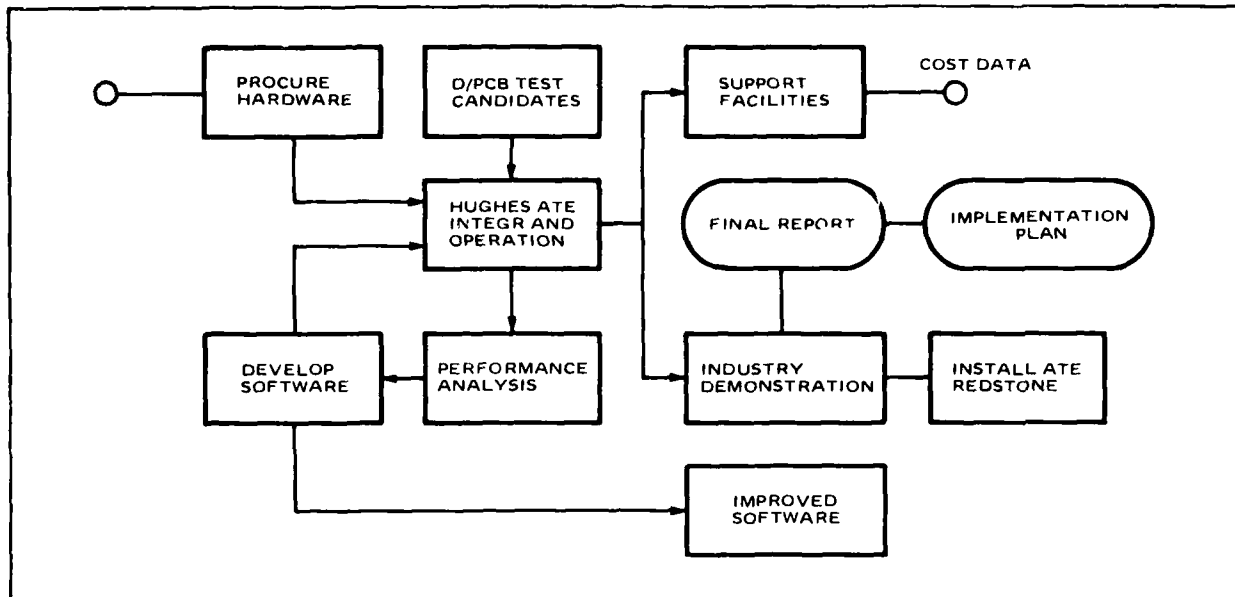 PROCURE
HARDWARE
D/PCB TEST
CANDIDATES
SUPPORT
FACILITIES
COST DATA
HUGHES ATE
INTEGR AND
OPERATION
FINAL REPORT
IMPLEMENTATION
PLAN
DEVELOP
SOFTWARE
PERFORMANCE
ANALYSIS
INDUSTRY
DEMONSTRATION
INSTALL ATE
REDSTONE
IMPROVED
SOFTWARE